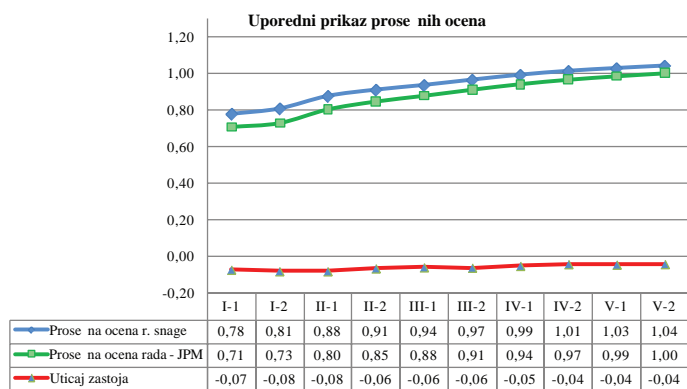 Uporedni prikaz prose nih ocena
1,20
1,00
0,80
0,60
0,40
0,20
0,00
-0,20
I-1 I-2 II-1 II-2 III-1 III-2 IV-1 IV-2 V-1 V-2
Prose na ocena r. snage 0,78 0,81 0,88 0,91 0,94 0,97 0,99 1,01 1,03 1,04
Prose na ocena rada - JPM 0,71 0,73 0,80 0,85 0,88 0,91 0,94 0,97 0,99 1,00
Uticaj zastoja -0,07 -0,08 -0,08 -0,06 -0,06 -0,06 -0,05 -0,04 -0,04 -0,04